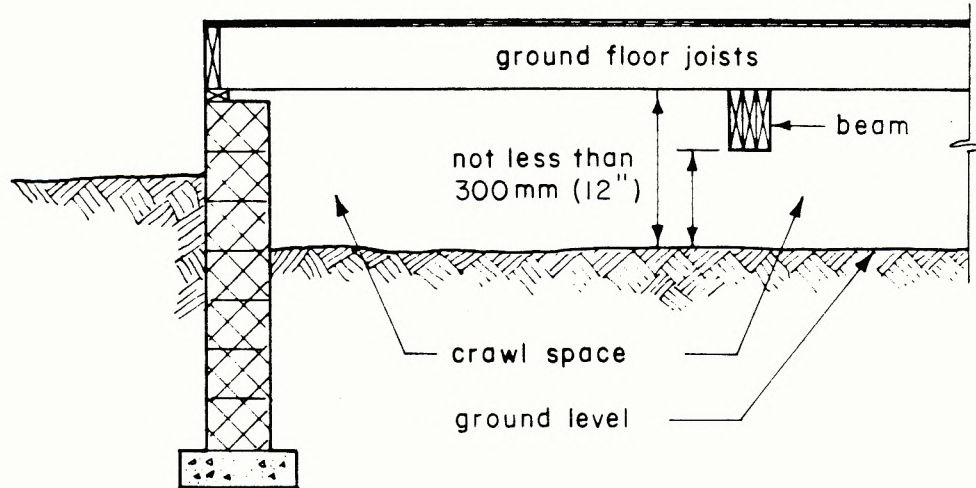 ground floor joists
beam
not less than
300mm (12")
crawl space
ground level